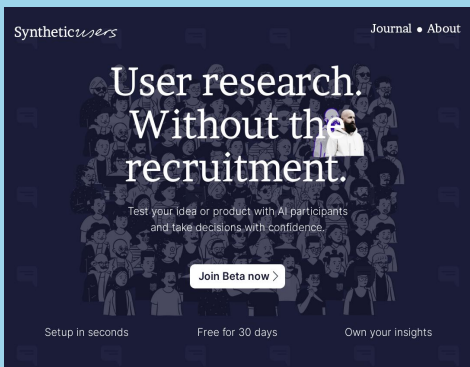 Syntheticusers
Journal • About
User research.
Without the
recruitment.
Test your idea or product with AI participants
and take decisions with confidence.
Join Beta now >
Setup in seconds
Free for 30 days
Own your insights